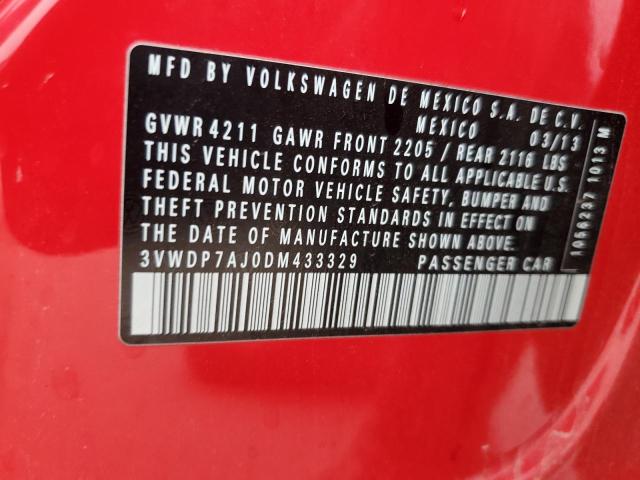 MFD BY VOLKSWAGEN DE MEXICO S.A. DE C.V.
MEXICO 03/13
GVWR 4211 GAWR FRONT 2205 / REAR 2116 LBS
THIS VEHICLE CONFORMS TO ALL APPLICABLE U.S.
FEDERAL MOTOR VEHICLE SAFETY, BUMPER AND
THEFT PREVENTION STANDARDS IN EFFECT ON
THE DATE OF MANUFACTURE SHOWN ABOVE.
3VWDP7AJ0DM433329 PASSENGER CAR
1013 M